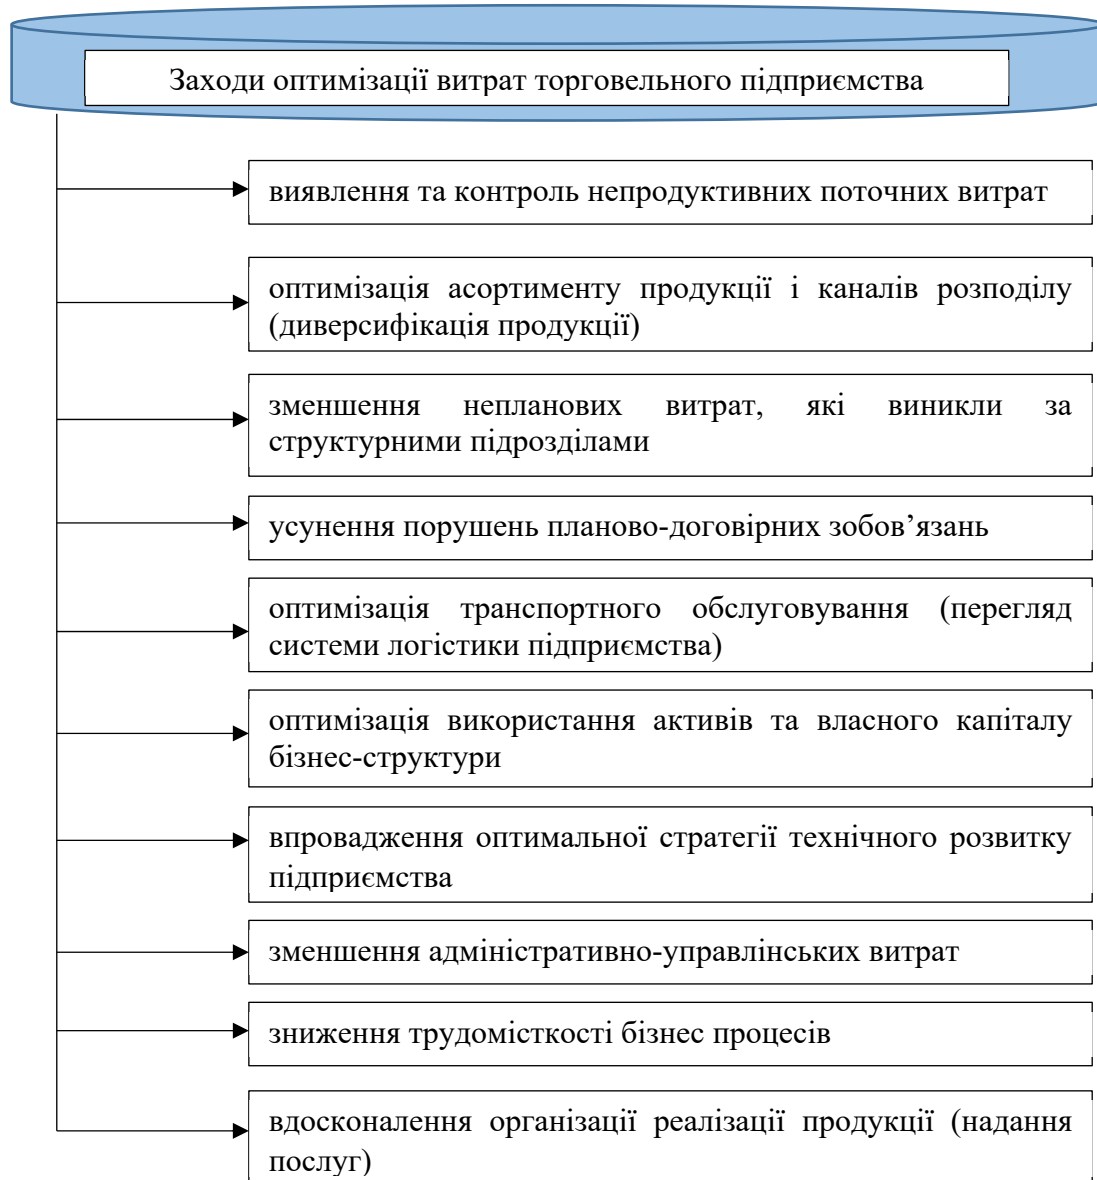 Заходи оптимізації витрат торговельного підприємства
виявлення та контроль непродуктивних поточних витрат
оптимізація асортименту продукції і каналів розподілу
(диверсифікація продукції)
зменшення непланових витрат, які виникли за
структурними підрозділами
усунення порушень планово-договірних зобов’язань
оптимізація транспортного обслуговування (перегляд
системи логістики підприємства)
оптимізація використання активів та власного капіталу
бізнес-структури
впровадження оптимальної стратегії технічного розвитку
підприємства
зменшення адміністративно-управлінських витрат
зниження трудомісткості бізнес процесів
вдосконалення організації реалізації продукції (надання
послуг)